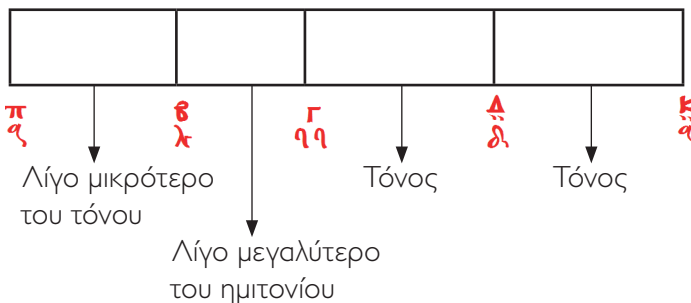 π Β Γ Δ Κ
Λίγο μικρότερο
του τόνου
Τόνος
Τόνος
Λίγο μεγαλύτερο
του ημιτονίου